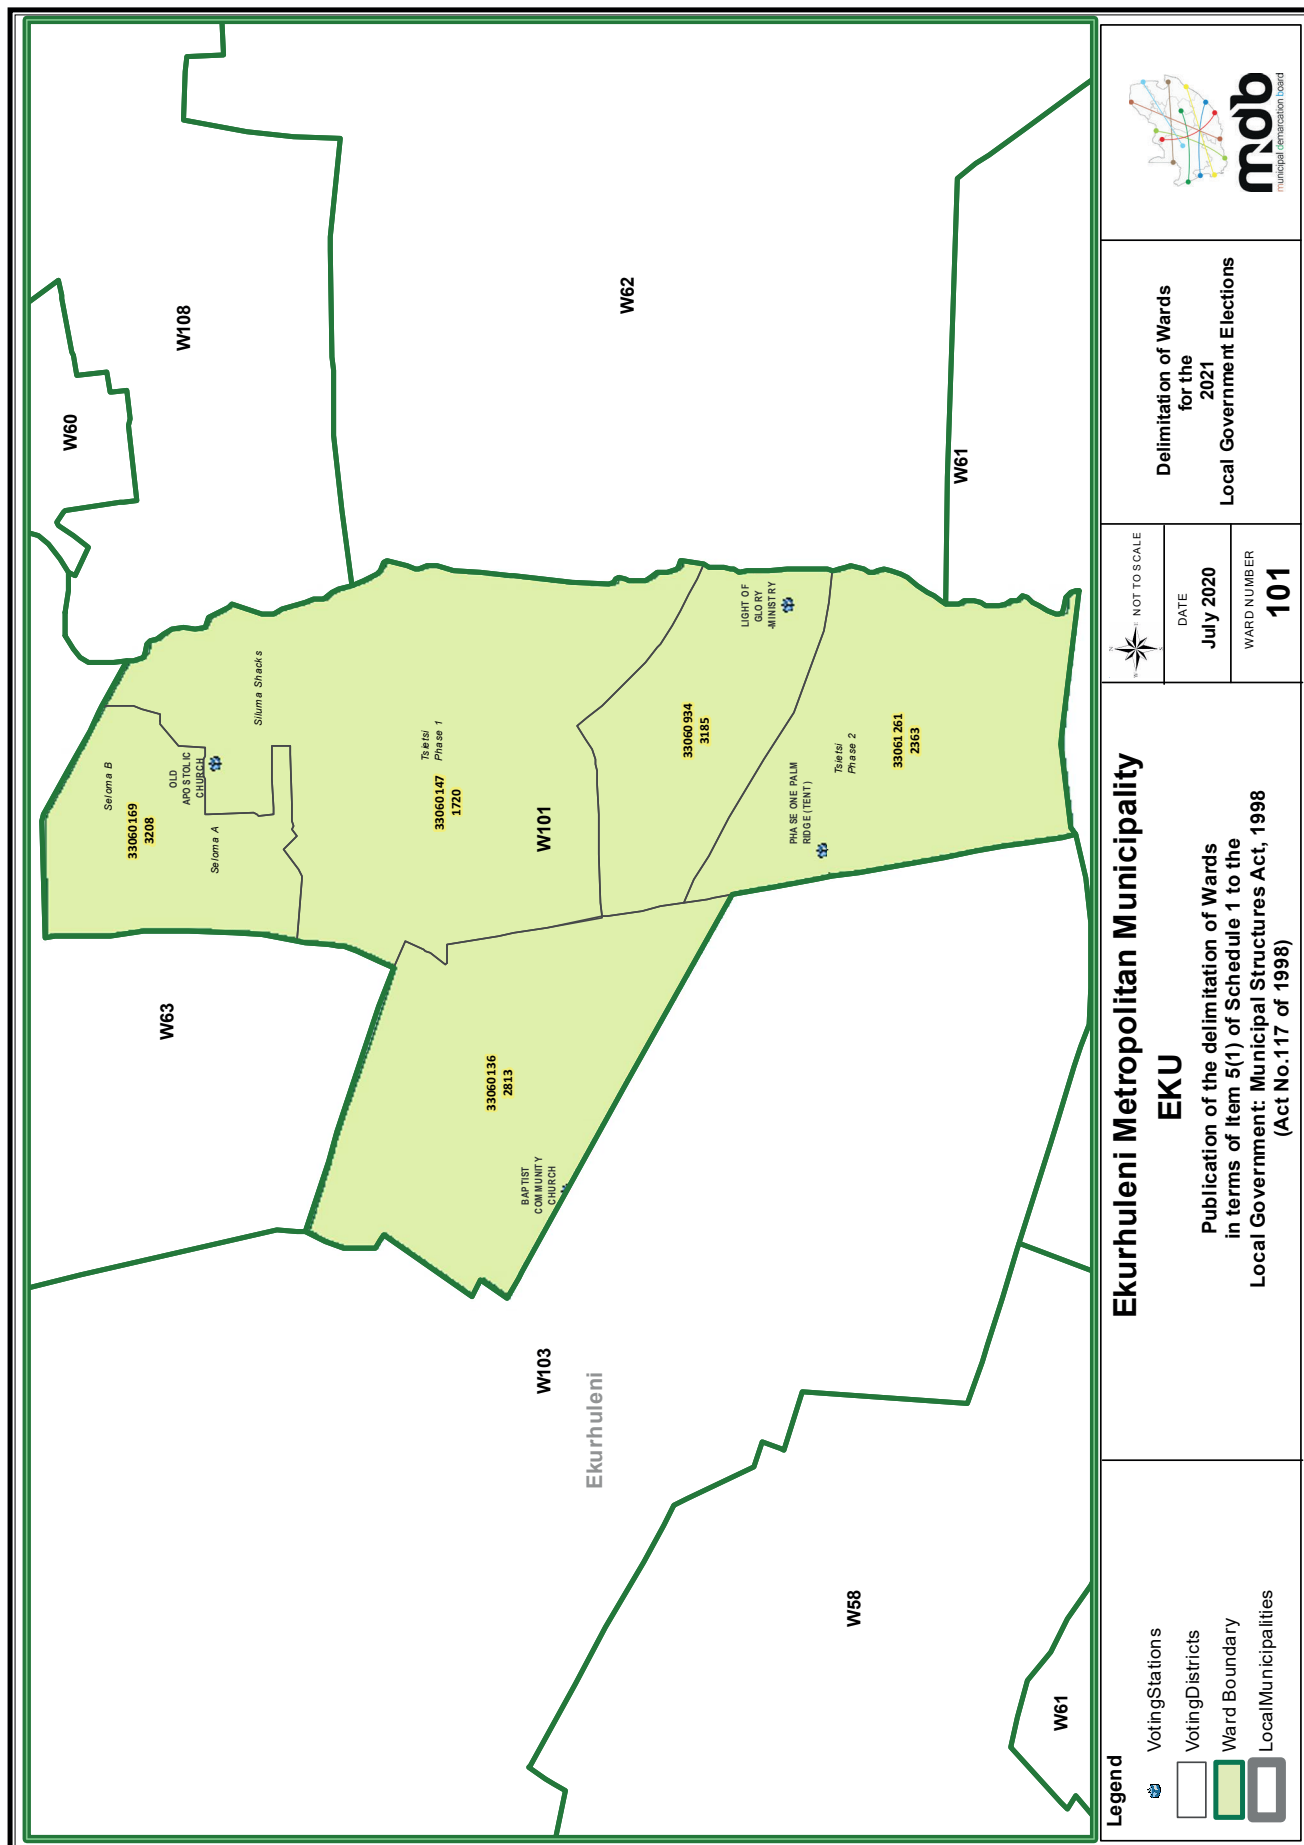 W60
W108
W62
W61
W63
W103
W58
W61
W101
Ekurhuleni
Seloma B
33060169
3208
Seloma A
OLD
APOSTOLIC
CHURCH
Siluma Shacks
Tsietsi
Phase 1
33060147
1720
33060136
2813
BAPTIST
COMMUNITY
CHURCH
33060934
3185
LIGHT OF
GLORY
-MINISTRY
PHASE ONE PALM
RIDGE (TENT)
Tsietsi
Phase 2
33061261
2363
Legend
VotingStations
VotingDistricts
Ward Boundary
LocalMunicipalities
Ekurhuleni Metropolitan Municipality
EKU
Publication of the delimitation of Wards
in terms of Item 5(1) of Schedule 1 to the
Local Government: Municipal Structures Act, 1998
(Act No.117 of 1998)
N
W
E
S
NOT TO SCALE
DATE
July 2020
WARD NUMBER
101
Delimitation of Wards
for the
2021
Local Government Elections
mdb
municipal demarcation board